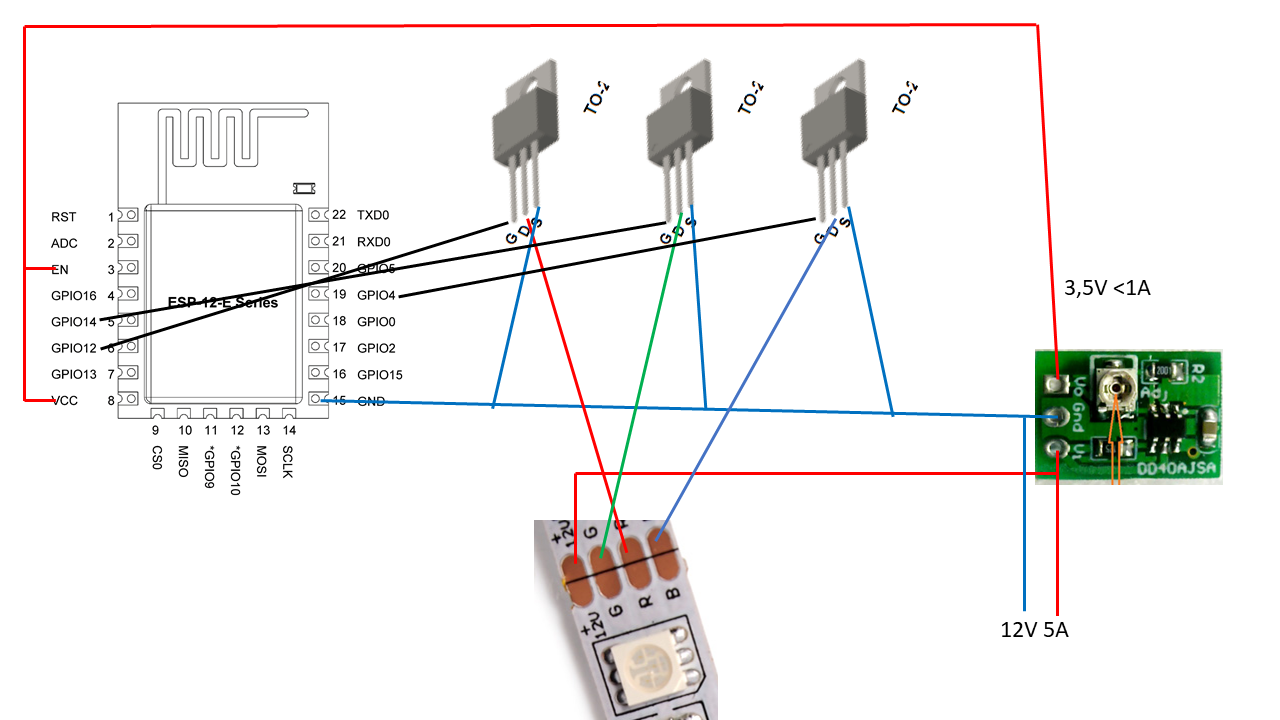 TO-2
TO-2
TO-2
RST 1
ADC 2
EN 3
GPIO16 4
GPIO14 5
GPIO12 6
GPIO13 7
VCC 8
22 TXD0
21 RXD0
20 GPIO5
19 GPIO4
18 GPIO0
17 GPIO2
16 GPIO15
15 GND
ESP-12-E Series
9 10 11 12 13 14
CS0
MISO
*GPIO9
*GPIO10
MOSI
SCLK
G D S
G D S
G D S
3,5V <1A
Vo
Gnd
Vi
Adj
R2
DD40AJSA
12V 5A
+
12V
G
R
+
12V
G
R
B